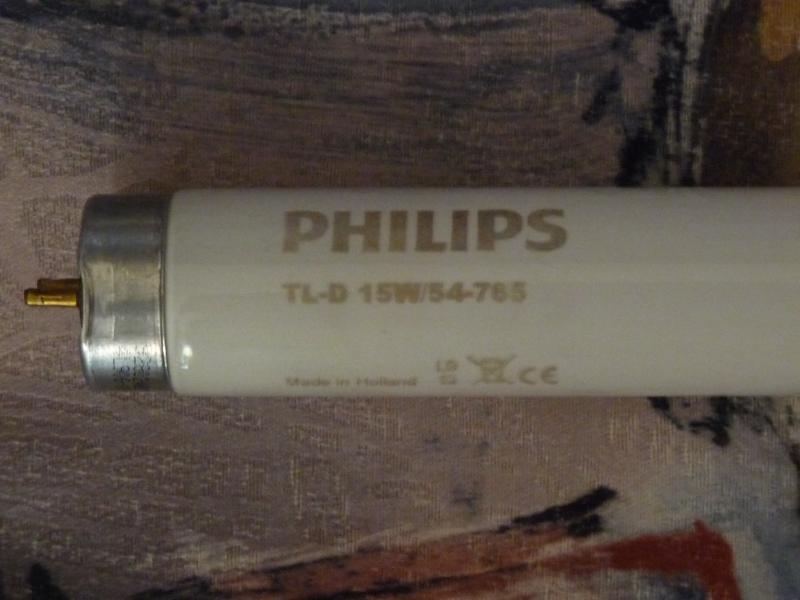 PHILIPS
TL-D 15W/54-765
Made in Holland
CE